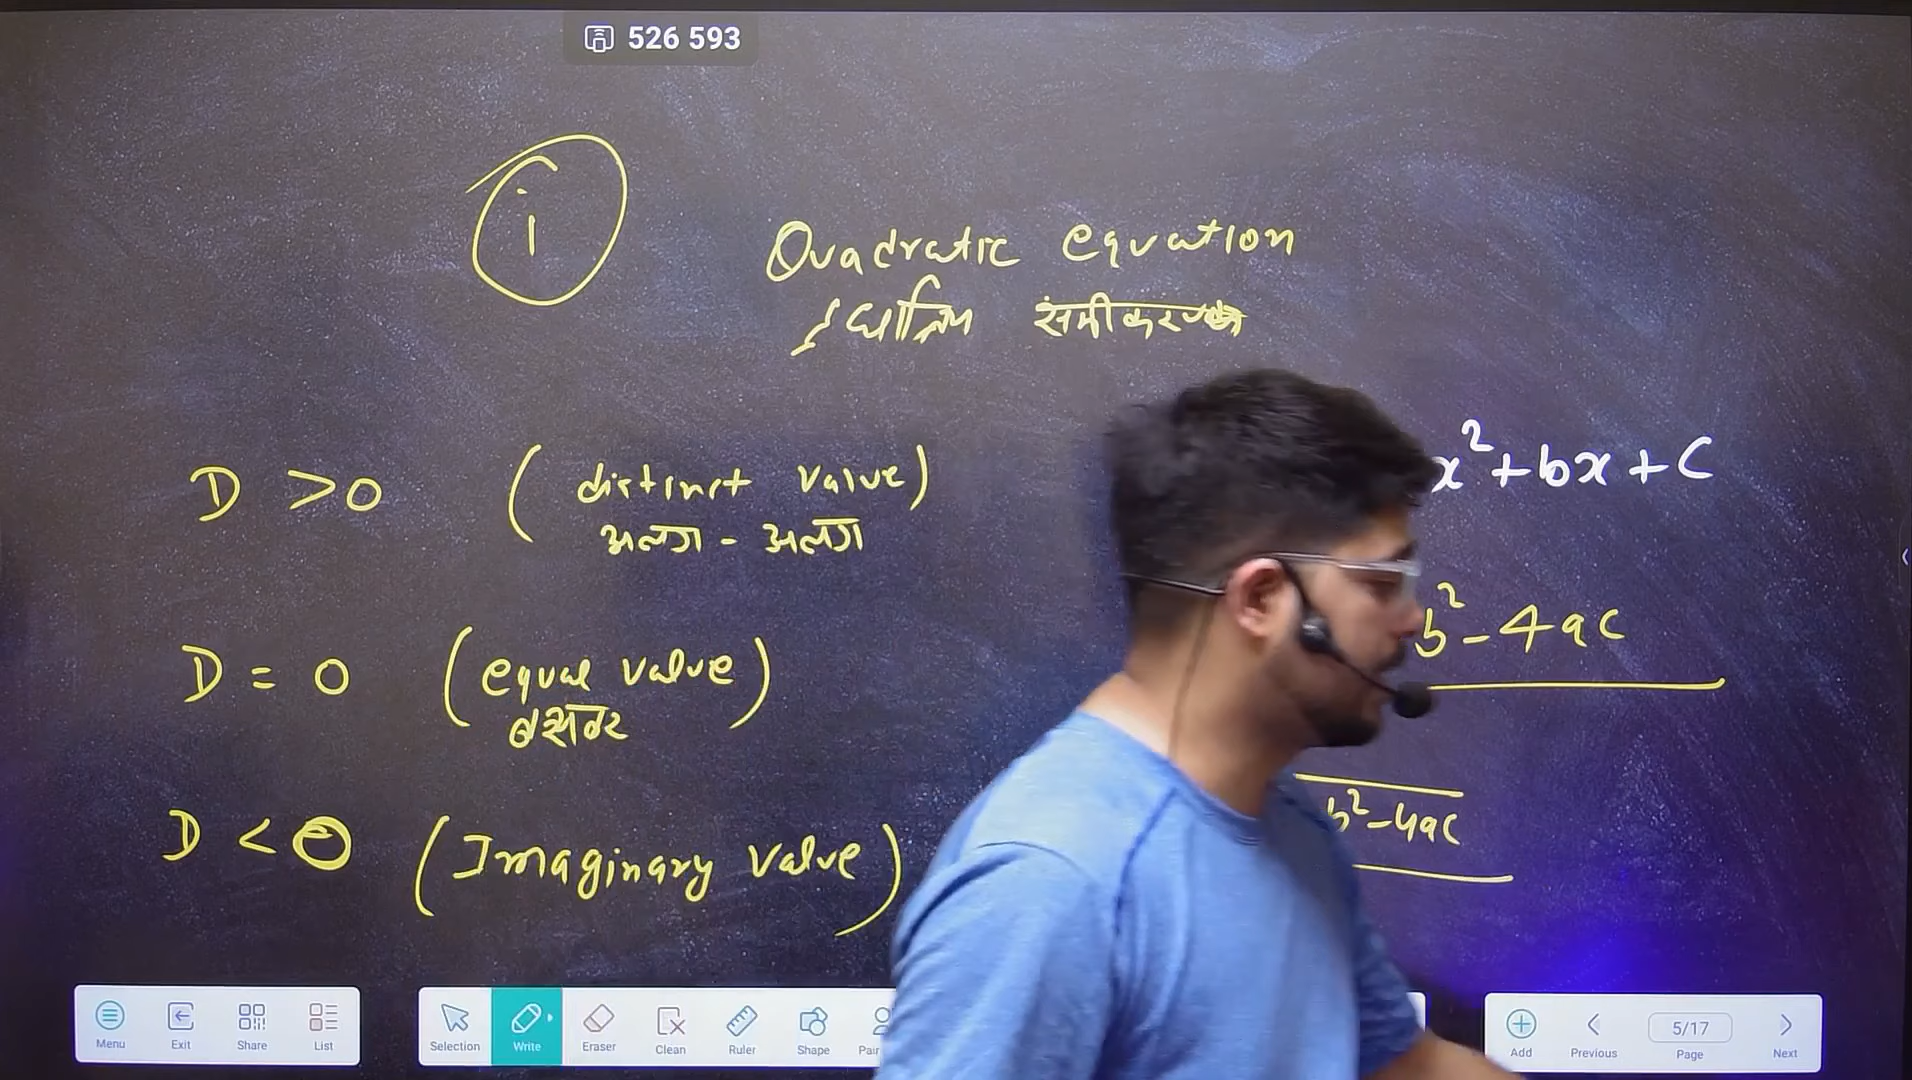 526 593
i
Quadratic equation
समीकरण
x²+bx+c
D >0 (distinct value)
अलग - अलग
b²-4ac
D = 0 (equal value)
बराबर
b²-4ac
D < 0 (Imaginary value)
Menu Exit Share List Selection Write Eraser Clean Ruler Shape Add Previous 5/17 Page Next